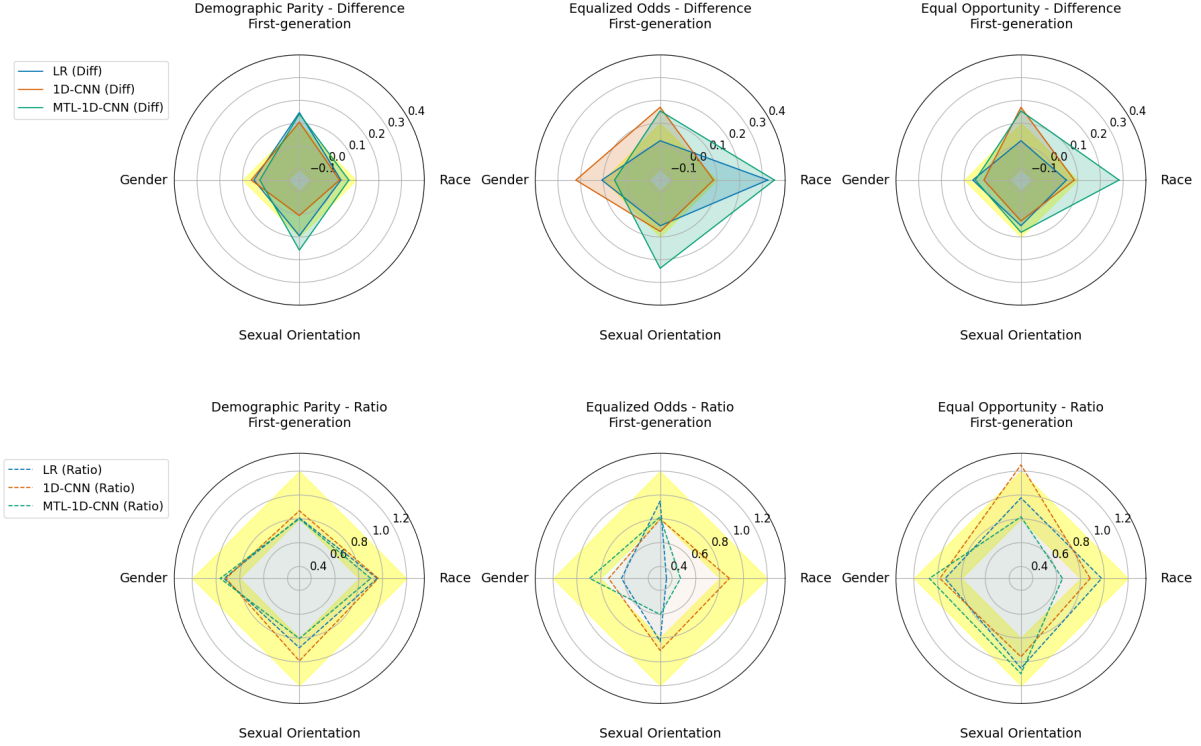 Demographic Parity - Difference
First-generation
Equalized Odds - Difference
First-generation
Equal Opportunity - Difference
First-generation
LR (Diff)
1D-CNN (Diff)
MTL-1D-CNN (Diff)
Gender
−0.1
0.0
0.1
0.2
0.3
0.4
Race
Sexual Orientation
Gender
−0.1
0.0
0.1
0.2
0.3
0.4
Race
Sexual Orientation
Gender
−0.1
0.0
0.1
0.2
0.3
0.4
Race
Sexual Orientation
Demographic Parity - Ratio
First-generation
Equalized Odds - Ratio
First-generation
Equal Opportunity - Ratio
First-generation
LR (Ratio)
1D-CNN (Ratio)
MTL-1D-CNN (Ratio)
Gender
0.4
0.6
0.8
1.0
1.2
Race
Sexual Orientation
Gender
0.4
0.6
0.8
1.0
1.2
Race
Sexual Orientation
Gender
0.4
0.6
0.8
1.0
1.2
Race
Sexual Orientation